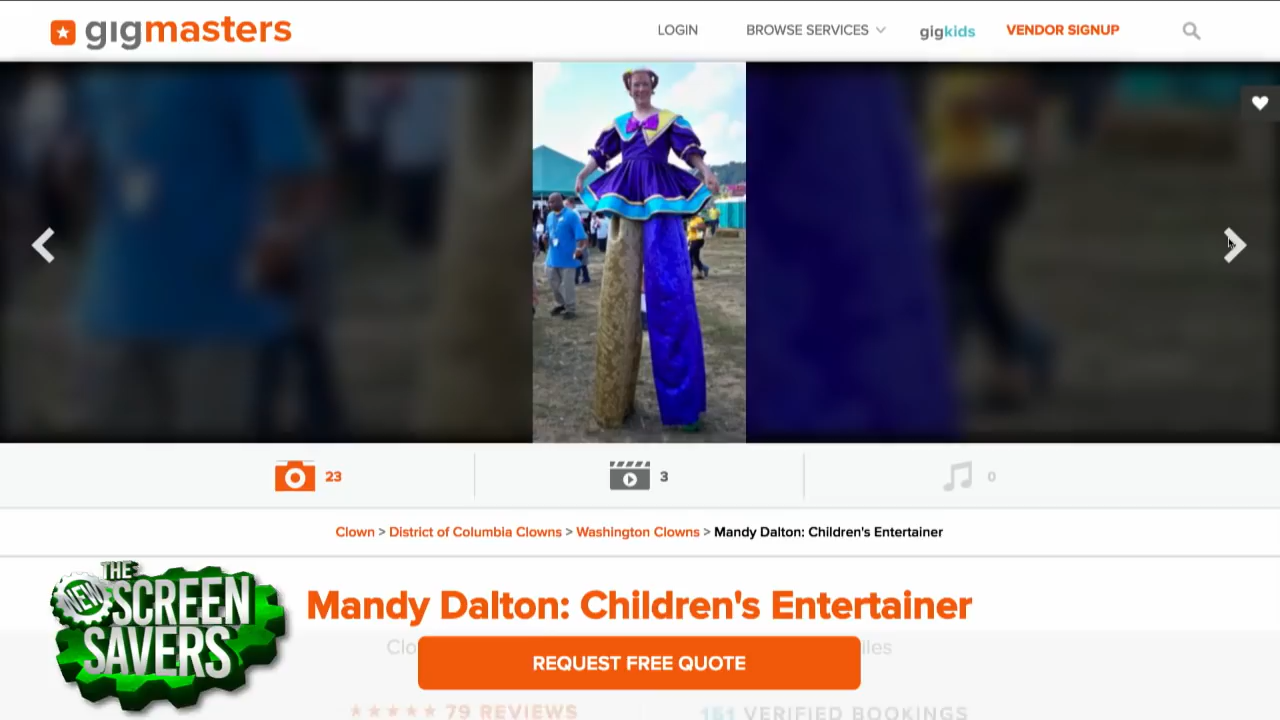 gigmasters
LOGIN
BROWSE SERVICES
gigkids
VENDOR SIGNUP
23
3
0
Clown > District of Columbia Clowns > Washington Clowns > Mandy Dalton: Children's Entertainer
THE
NEW
SCREEN
SAVERS
Mandy Dalton: Children's Entertainer
REQUEST FREE QUOTE
79 REVIEWS
151 VERIFIED BOOKINGS